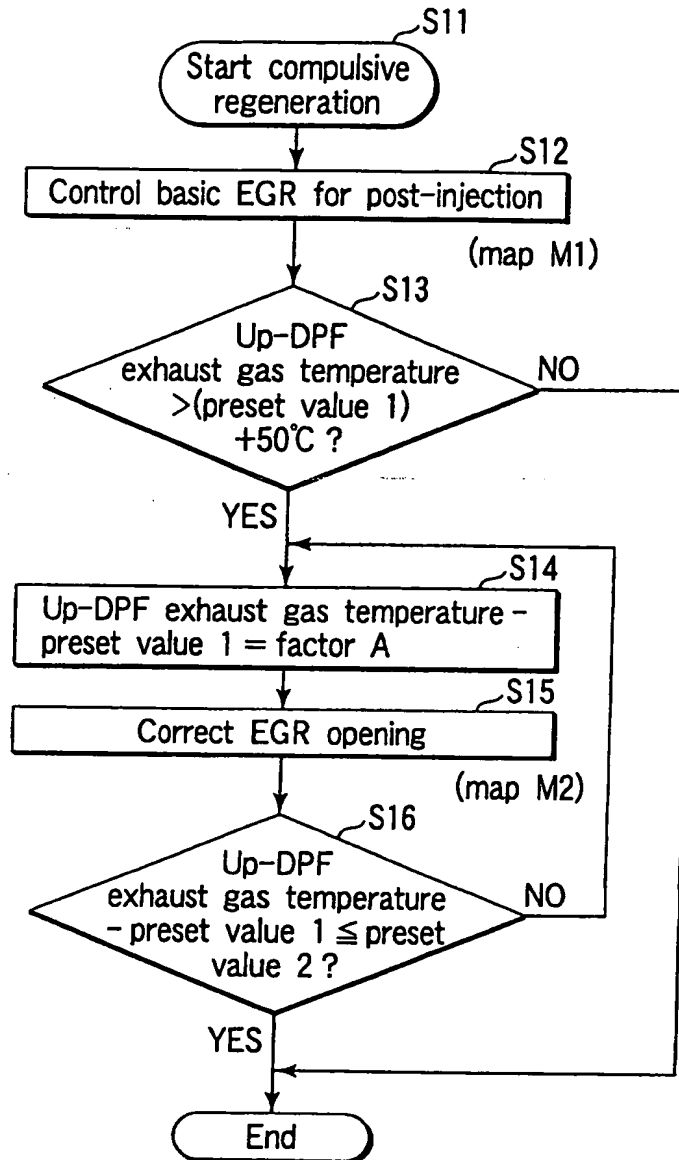 S11
Start compulsive
regeneration
S12
Control basic EGR for post-injection
(map M1)
S13
Up-DPF
exhaust gas temperature
>(preset value 1)
+50℃ ?
NO
YES
S14
Up-DPF exhaust gas temperature -
preset value 1 = factor A
S15
Correct EGR opening
(map M2)
S16
Up-DPF
exhaust gas temperature
- preset value 1 ≦ preset
value 2 ?
NO
YES
End